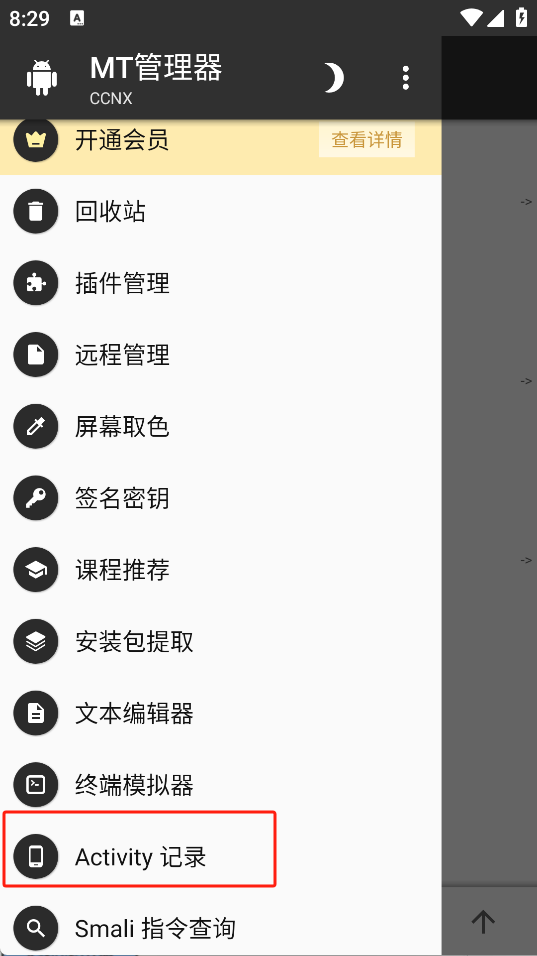 8:29
MT管理器
CCNX
开通会员 查看详情
回收站
插件管理
远程管理
屏幕取色
签名密钥
课程推荐
安装包提取
文本编辑器
终端模拟器
Activity 记录
Smali 指令查询
->
->
->